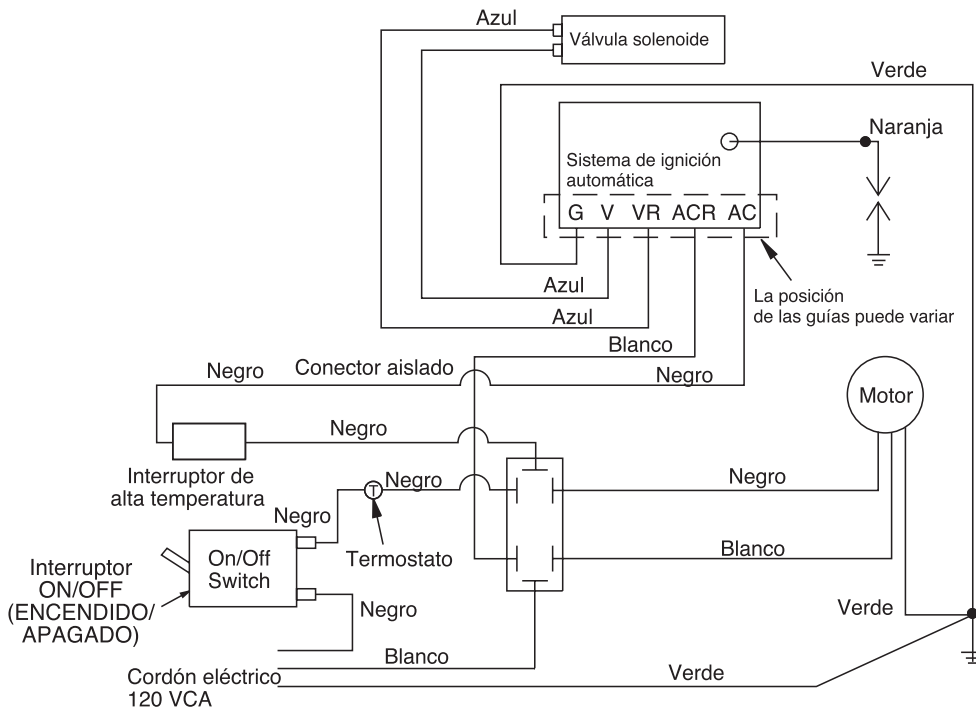 Azul
Válvula solenoide
Verde
Naranja
Sistema de ignición
automática
G V VR ACR AC
Azul
La posición
de las guías puede variar
Azul
Blanco
Negro
Conector aislado
Negro
Motor
Negro
Interruptor de
alta temperatura
Negro
Negro
Negro
T
Termostato
On/Off
Switch
Blanco
Interruptor
ON/OFF
(ENCENDIDO/
APAGADO)
Negro
Verde
Blanco
Cordón eléctrico
120 VCA
Verde